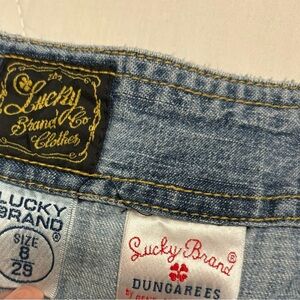 Lucky
Brand & Co
Clothes
LUCKY
BRAND®
SIZE
8
29
Lucky Brand®
DUNGAREES